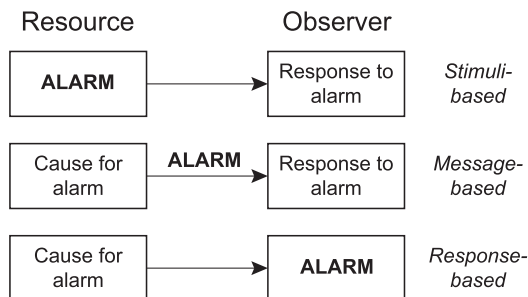 Resource Observer
ALARM
Response to
alarm
Stimuli-
based
Cause for
alarm
ALARM
Response to
alarm
Message-
based
Cause for
alarm
ALARM
Response-
based